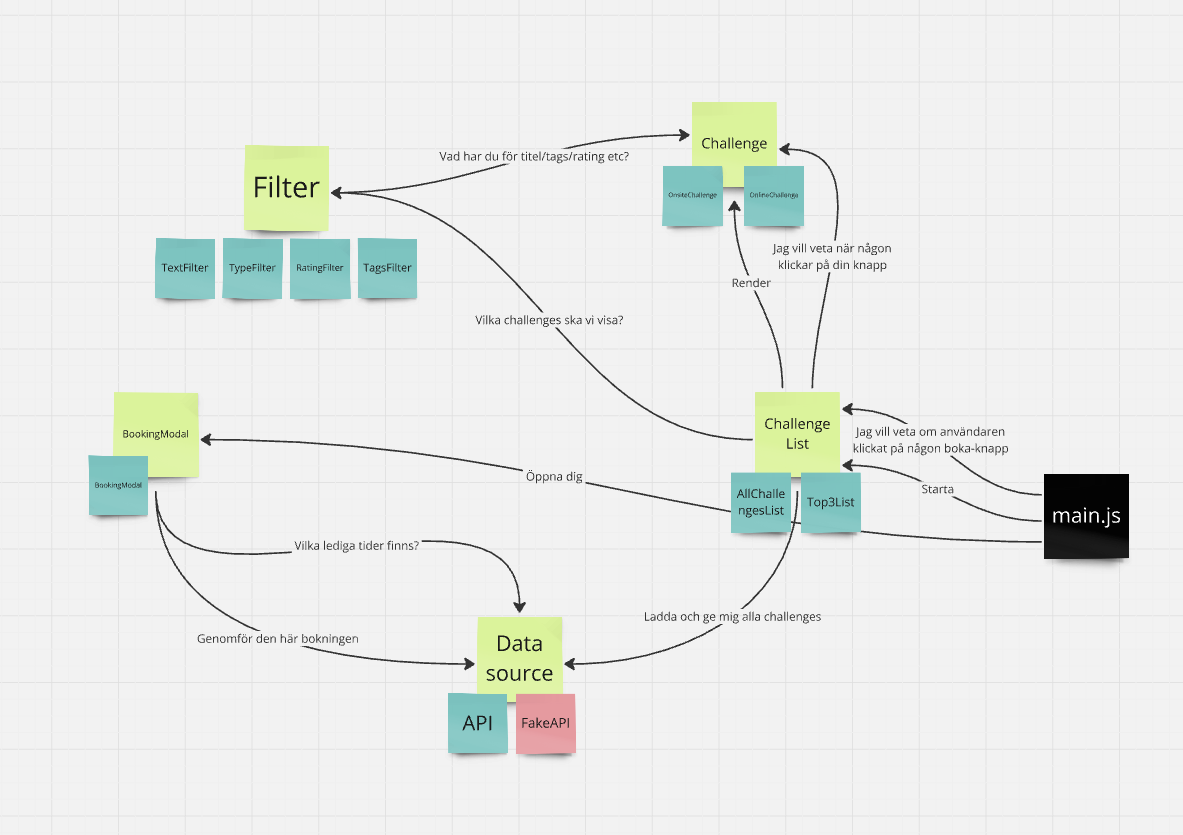 Challenge
OnsiteChallenge
OnlineChallenge
Vad har du för titel/tags/rating etc?
Filter
TextFilter
TypeFilter
RatingFilter
TagsFilter
Jag vill veta när någon
klickar på din knapp
Render
Vilka challenges ska vi visa?
BookingModal
BookingModal
Challenge
List
AllChalle
ngesList
Top3List
Jag vill veta om användaren
klickat på någon boka-knapp
Starta
main.js
Öppna dig
Vilka lediga tider finns?
Genomför den här bokningen
Ladda och ge mig alla challenges
Data
source
API
FakeAPI